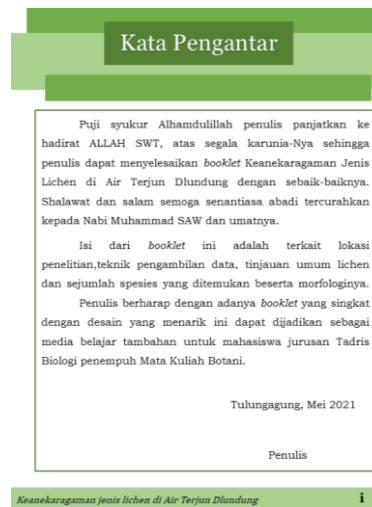 Kata Pengantar
Puji syukur Alhamdulillah penulis panjatkan ke
hadirat ALLAH SWT, atas segala karunia-Nya sehingga
penulis dapat menyelesaikan booklet Keanekaragaman Jenis
Lichen di Air Terjun Dlundung dengan sebaik-baiknya.
Shalawat dan salam semoga senantiasa abadi tercurahkan
kepada Nabi Muhammad SAW dan umatnya.
Isi dari booklet ini adalah terkait lokasi
penelitian,teknik pengambilan data, tinjauan umum lichen
dan sejumlah spesies yang ditemukan beserta morfologinya.
Penulis berharap dengan adanya booklet yang singkat
dengan desain yang menarik ini dapat dijadikan sebagai
media belajar tambahan untuk mahasiswa jurusan Tadris
Biologi penempuh Mata Kuliah Botani.
Tulungagung, Mei 2021
Penulis
Keanekaragaman jenis lichen di Air Terjun Dlundung i